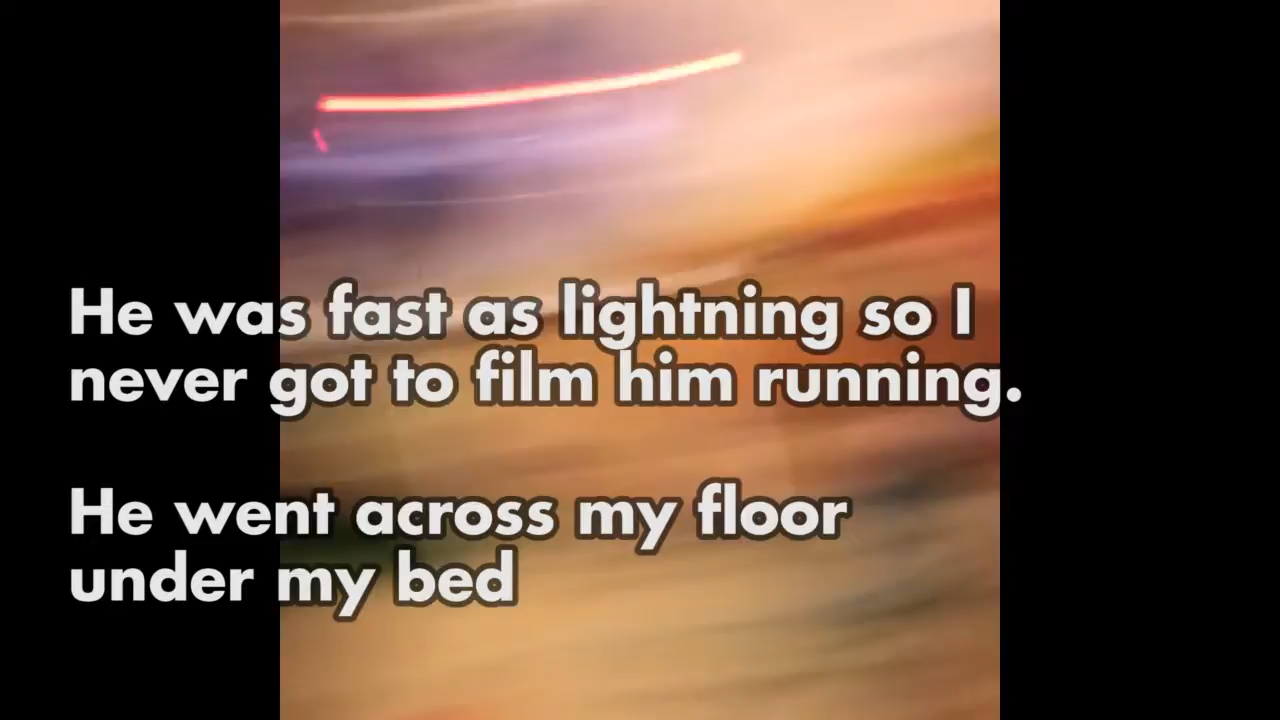 He was fast as lightning so I
never got to film him running.
He went across my floor
under my bed